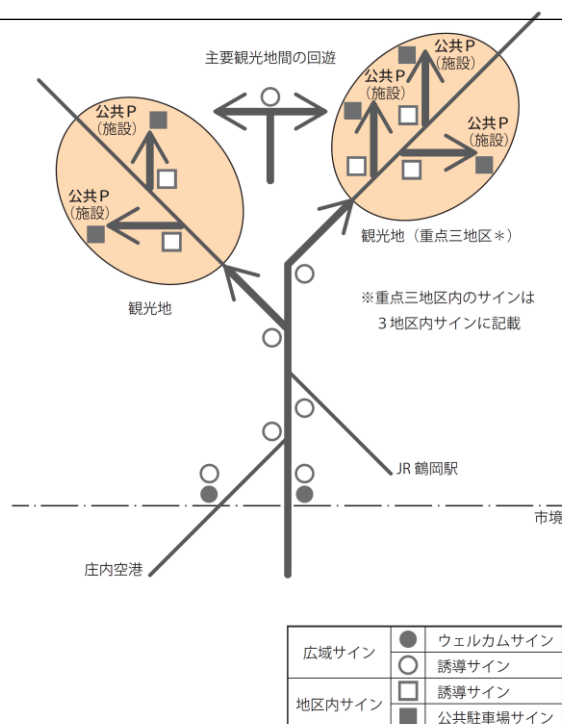 主要観光地間の回遊
公共P
(施設)
公共P
(施設)
公共P
(施設)
公共P
(施設)
公共P
(施設)
観光地(重点三地区*)
観光地
※重点三地区内のサインは
3地区内サインに記載
JR 鶴岡駅
市境
庄内空港
広域サイン
ウェルカムサイン
誘導サイン
地区内サイン
誘導サイン
公共駐車場サイン